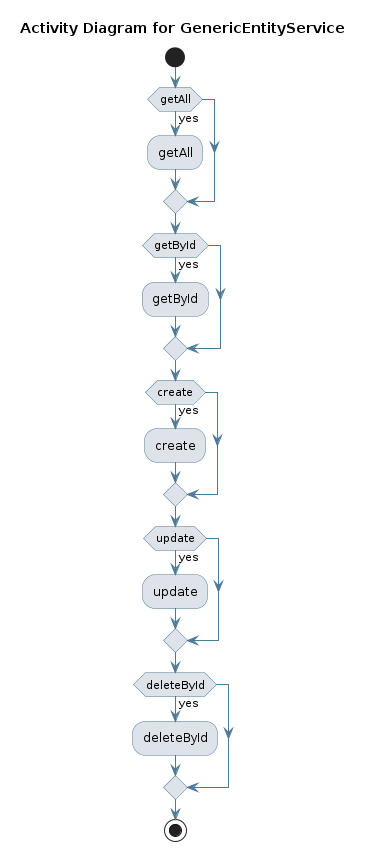 Activity Diagram for GenericEntityService
getAll
yes
getAll
getById
yes
getById
create
yes
create
update
yes
update
deleteById
yes
deleteById